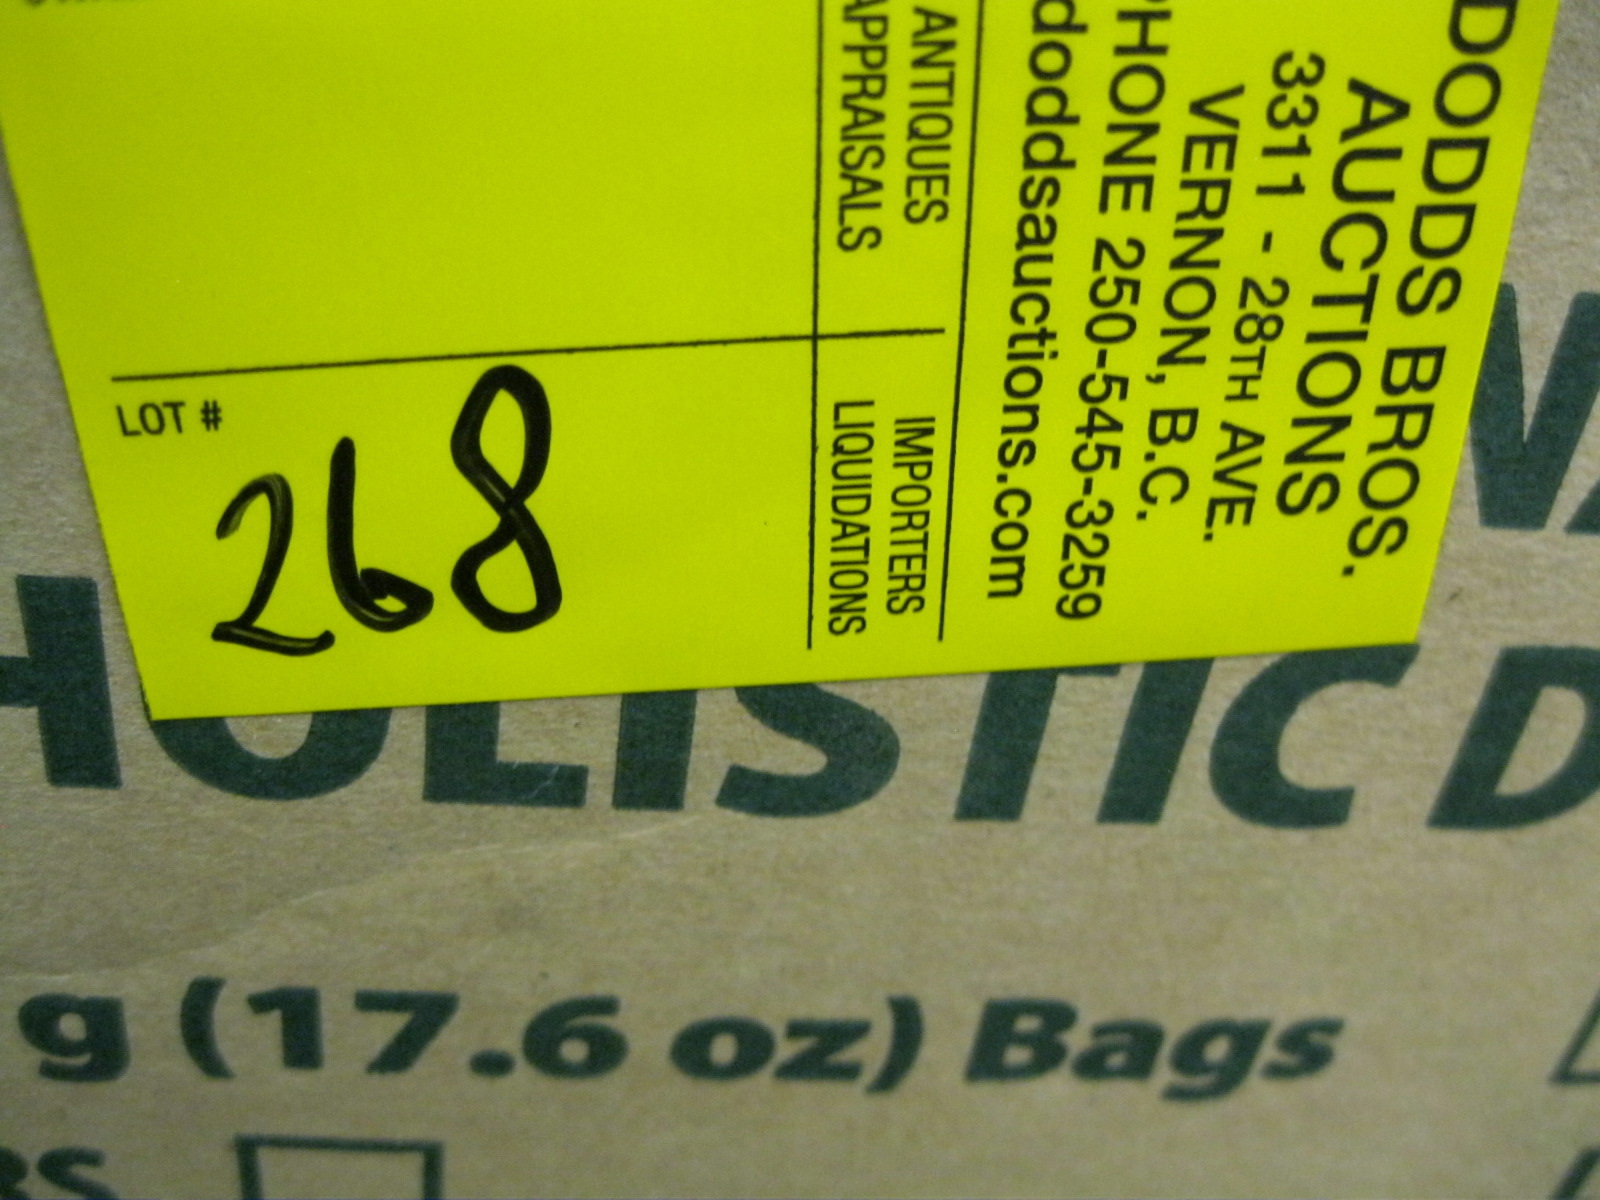 DODDS BROS.
AUCTIONS
3311 - 28TH AVE.
VERNON, B.C.
PHONE 250-545-3259
doddsauctions.com
ANTIQUES
APPRAISALS
IMPORTERS
LIQUIDATIONS
LOT #
268
HOLISTIC D
g (17.6 oz) Bags